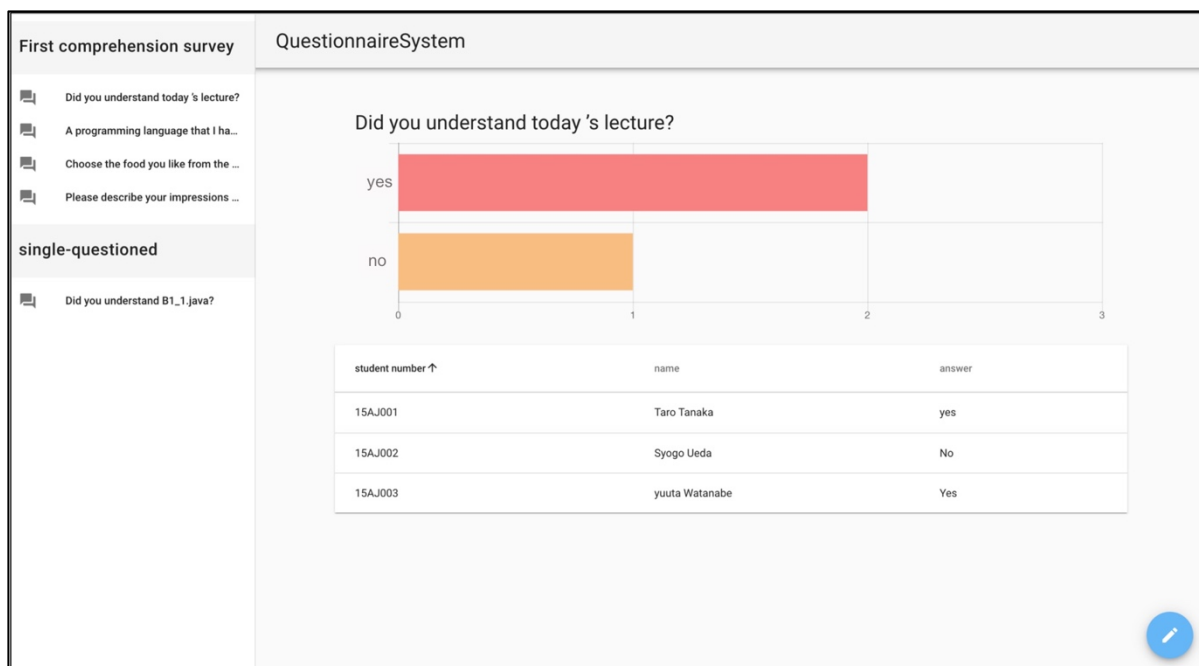 First comprehension survey
Did you understand today 's lecture?
A programming language that I ha...
Choose the food you like from the ...
Please describe your impressions ...
single-questioned
Did you understand B1_1.java?
QuestionnaireSystem
Did you understand today 's lecture?
yes
no
0 1 2 3
student number↑ name answer
15AJ001 Taro Tanaka yes
15AJ002 Syogo Ueda No
15AJ003 yuuta Watanabe Yes